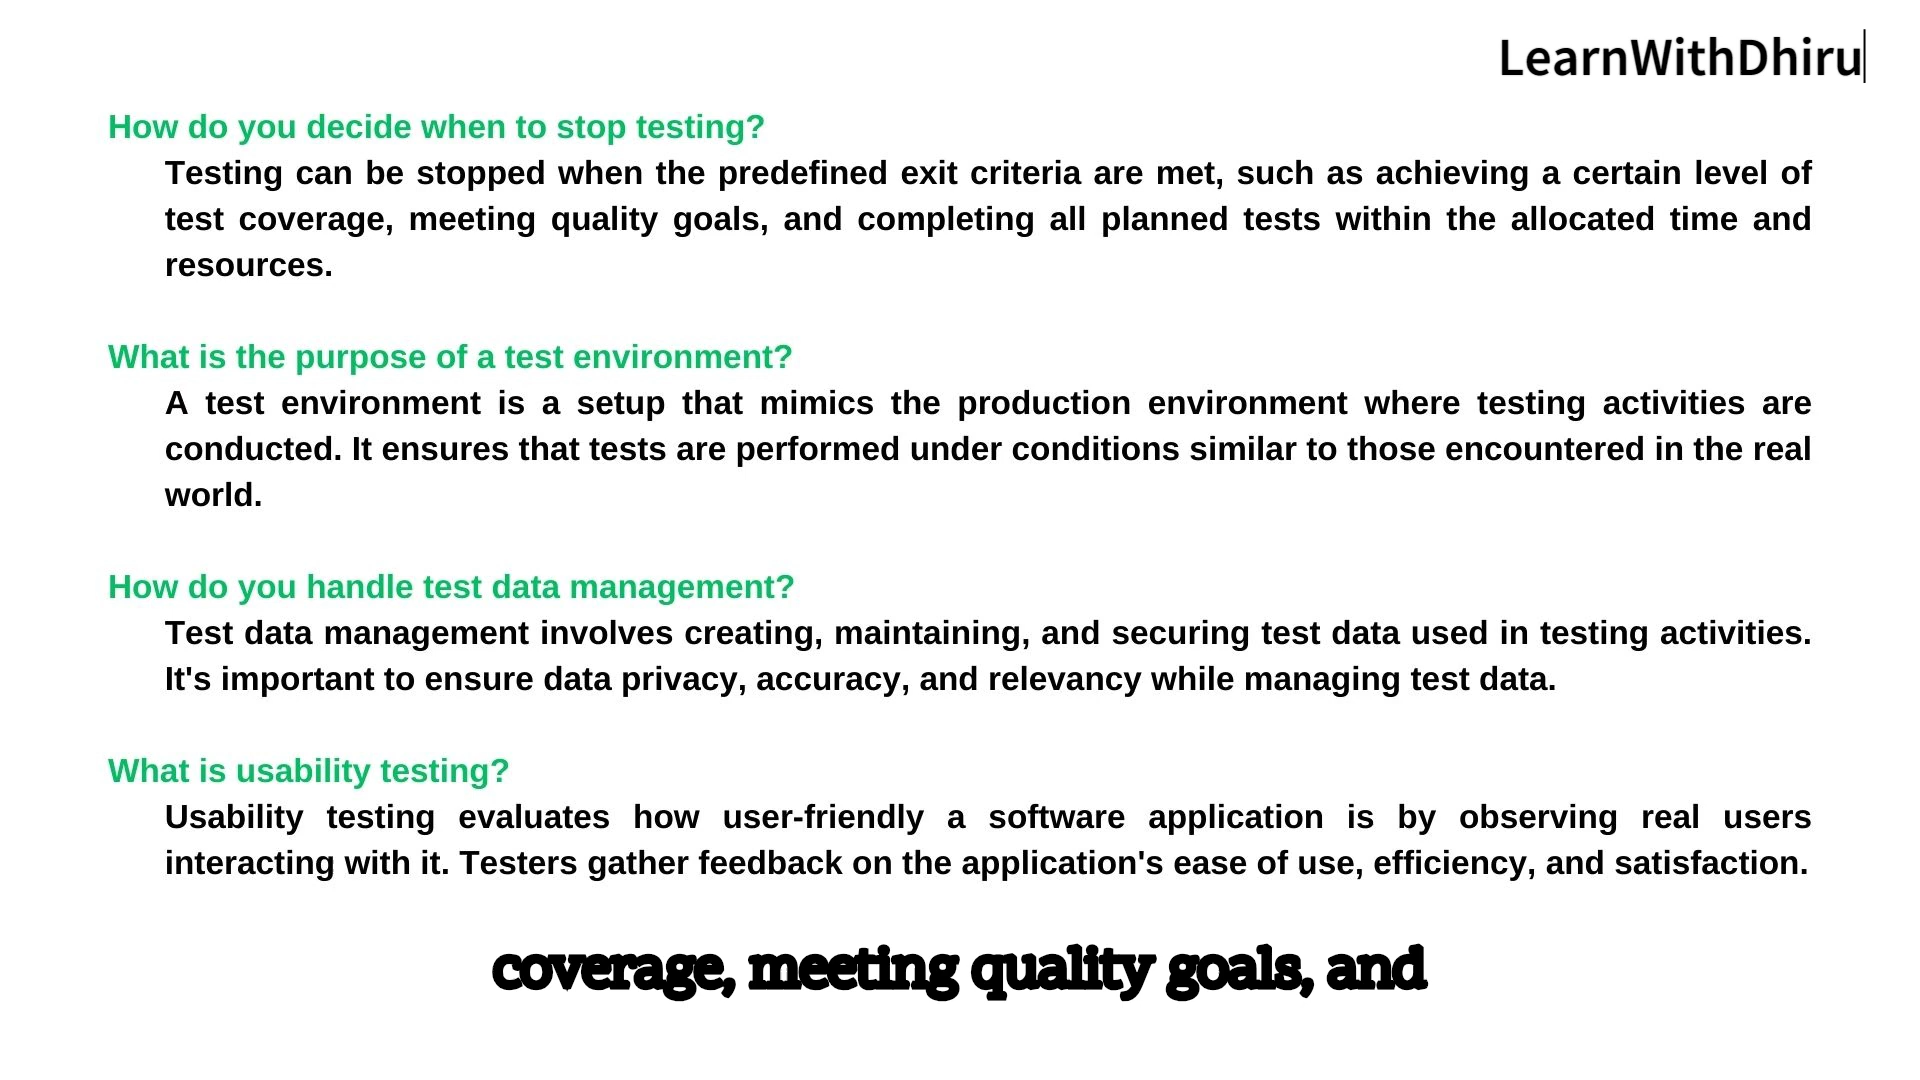 LearnWithDhiru
How do you decide when to stop testing?
Testing can be stopped when the predefined exit criteria are met, such as achieving a certain level of
test coverage, meeting quality goals, and completing all planned tests within the allocated time and
resources.
What is the purpose of a test environment?
A test environment is a setup that mimics the production environment where testing activities are
conducted. It ensures that tests are performed under conditions similar to those encountered in the real
world.
How do you handle test data management?
Test data management involves creating, maintaining, and securing test data used in testing activities.
It's important to ensure data privacy, accuracy, and relevancy while managing test data.
What is usability testing?
Usability testing evaluates how user-friendly a software application is by observing real users
interacting with it. Testers gather feedback on the application's ease of use, efficiency, and satisfaction.
coverage, meeting quality goals, and